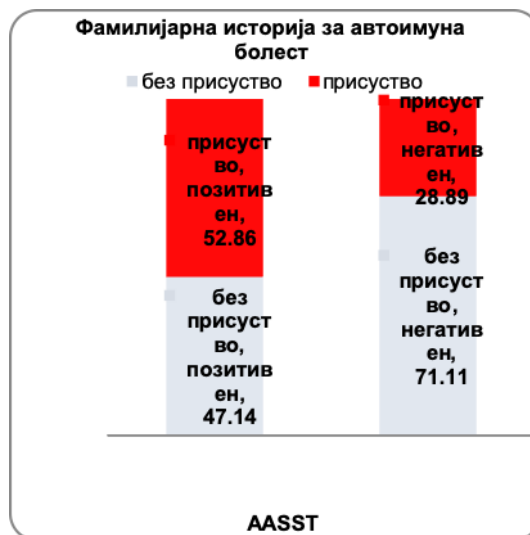 Фамилијарна историја за автоимуна
болест
без присуство
присуство
присуст
во,
позитив
ен,
52.86
присуст
во,
негатив
ен,
28.89
без
присуст
во,
позитив
ен,
47.14
без
присуст
во,
негатив
ен,
71.11
AASST